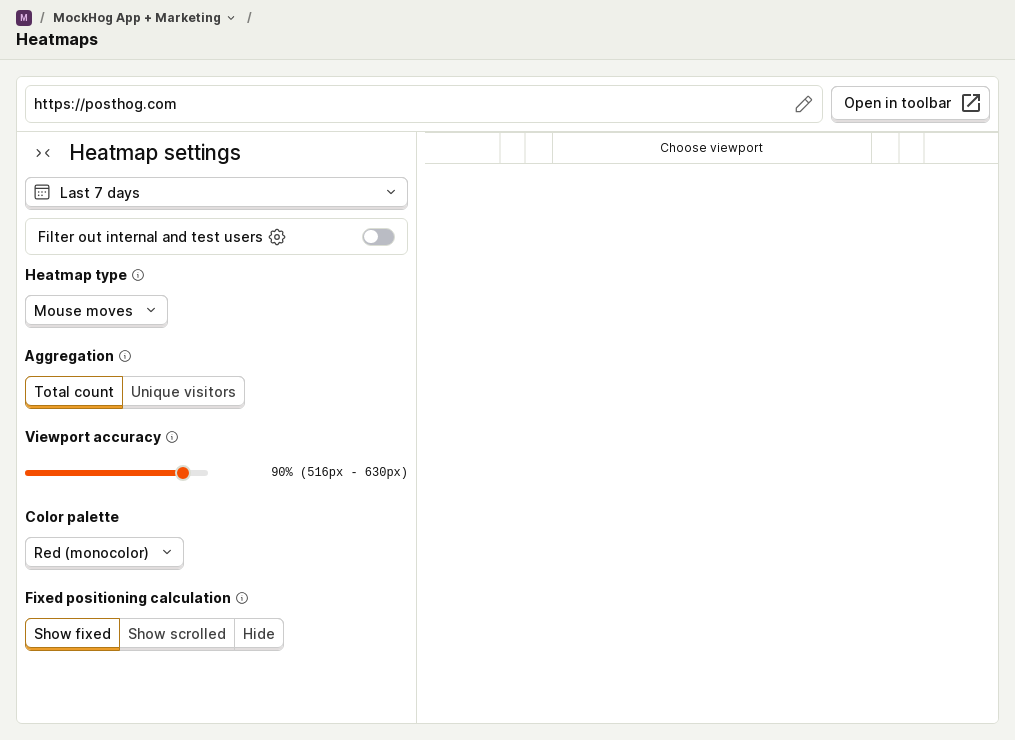 M / MockHog App + Marketing /
Heatmaps
https://posthog.com
Open in toolbar
Heatmap settings
Choose viewport
Last 7 days
Filter out internal and test users
Heatmap type
Mouse moves
Aggregation
Total count Unique visitors
Viewport accuracy
90% (516px - 630px)
Color palette
Red (monocolor)
Fixed positioning calculation
Show fixed Show scrolled Hide